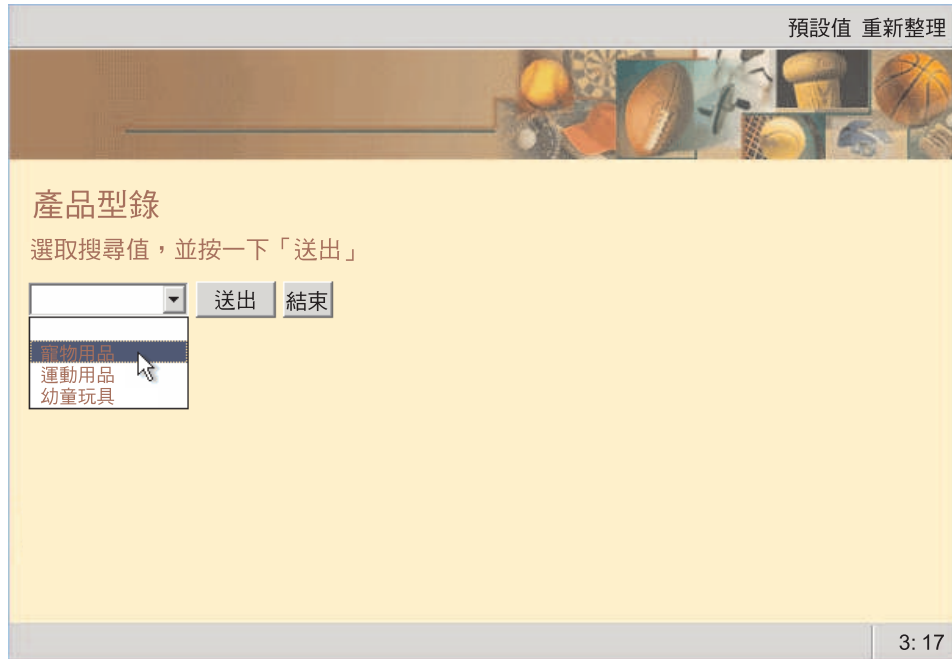 預設值 重新整理
產品型錄
選取搜尋值，並按一下「送出」
送出 結束
寵物用品
運動用品
幼童玩具
3: 17